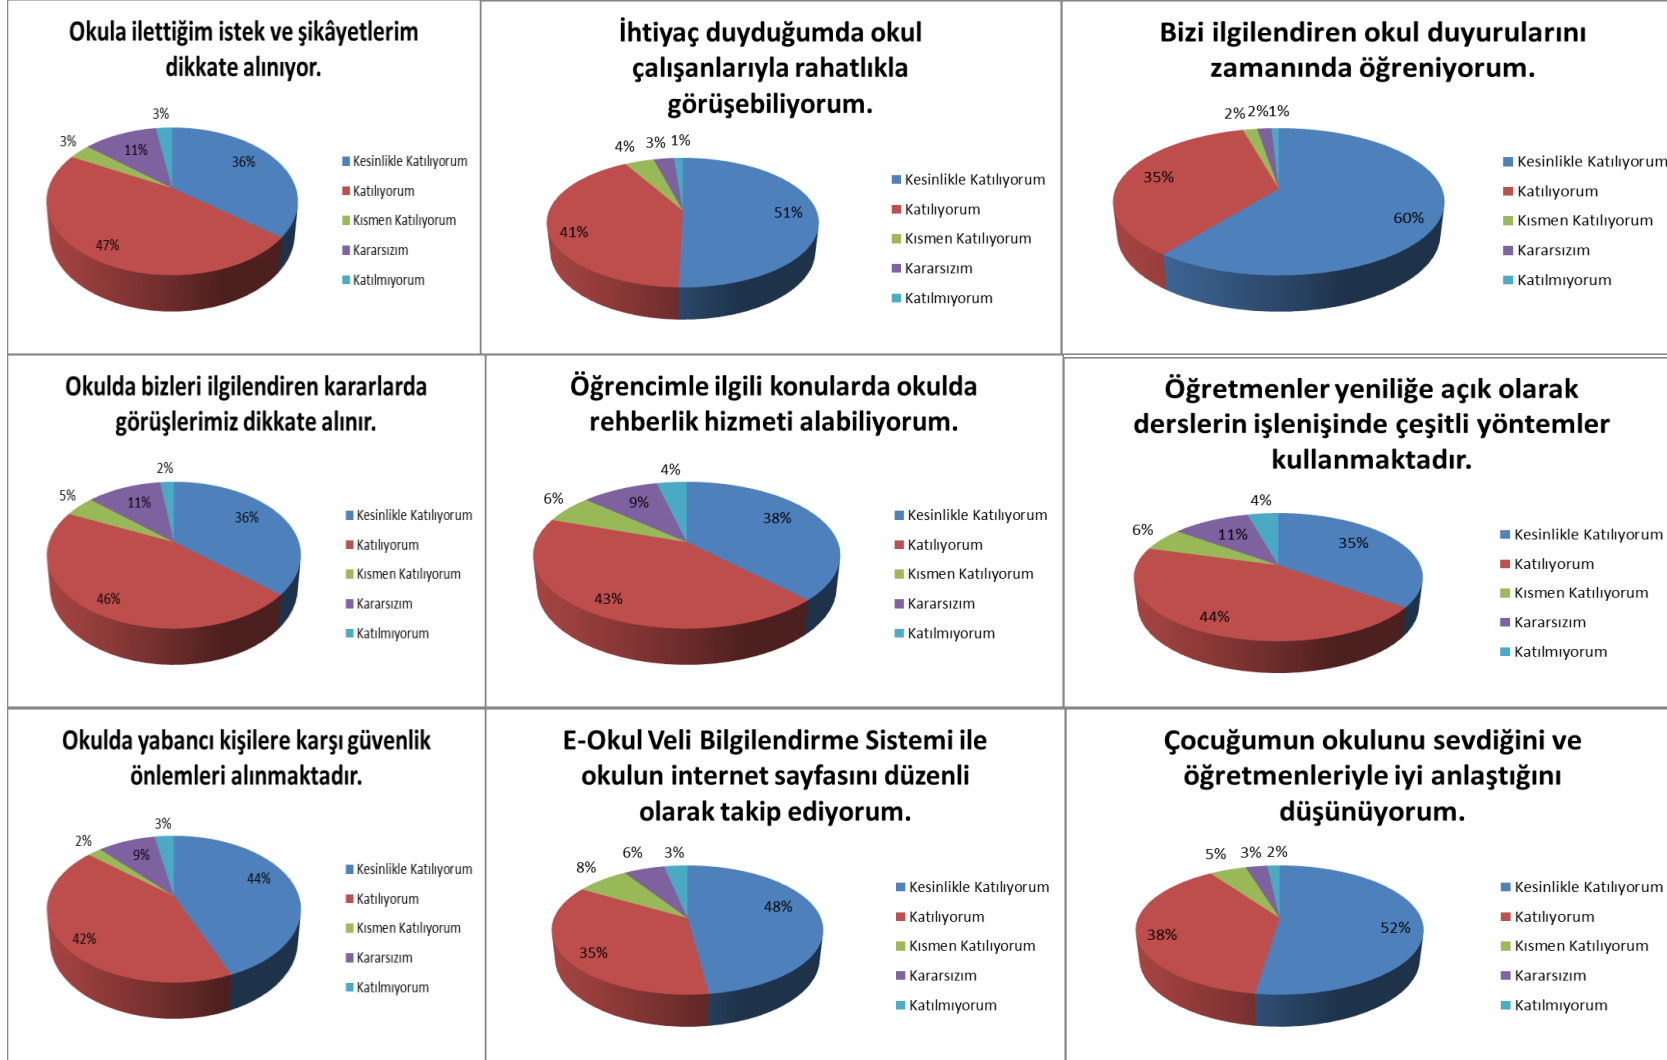 Okula ilettiğim istek ve şikâyetlerim
dikkate alınıyor.
3%
3%
11%
36%
47%
Kesinlikle Katılıyorum
Katılıyorum
Kısmen Katılıyorum
Kararsızım
Katılmıyorum
İhtiyaç duyduğumda okul
çalışanlarıyla rahatlıkla
görüşebiliyorum.
4%
3%
1%
51%
41%
Kesinlikle Katılıyorum
Katılıyorum
Kısmen Katılıyorum
Kararsızım
Katılmıyorum
Bizi ilgilendiren okul duyurularını
zamanında öğreniyorum.
2%
2%
1%
35%
60%
Kesinlikle Katılıyorum
Katılıyorum
Kısmen Katılıyorum
Kararsızım
Katılmıyorum
Okulda bizleri ilgilendiren kararlarda
görüşlerimiz dikkate alınır.
2%
5%
11%
36%
46%
Kesinlikle Katılıyorum
Katılıyorum
Kısmen Katılıyorum
Kararsızım
Katılmıyorum
Öğrencimle ilgili konularda okulda
rehberlik hizmeti alabiliyorum.
4%
6%
9%
38%
43%
Kesinlikle Katılıyorum
Katılıyorum
Kısmen Katılıyorum
Kararsızım
Katılmıyorum
Öğretmenler yeniliğe açık olarak
derslerin işlenişinde çeşitli yöntemler
kullanmaktadır.
4%
6%
11%
35%
44%
Kesinlikle Katılıyorum
Katılıyorum
Kısmen Katılıyorum
Kararsızım
Katılmıyorum
Okulda yabancı kişilere karşı güvenlik
önlemleri alınmaktadır.
3%
2%
9%
44%
42%
Kesinlikle Katılıyorum
Katılıyorum
Kısmen Katılıyorum
Kararsızım
Katılmıyorum
E-Okul Veli Bilgilendirme Sistemi ile
okulun internet sayfasını düzenli
olarak takip ediyorum.
6%
3%
8%
48%
35%
Kesinlikle Katılıyorum
Katılıyorum
Kısmen Katılıyorum
Kararsızım
Katılmıyorum
Çocuğumun okulunu sevdiğini ve
öğretmenleriyle iyi anlaştığını
düşünüyorum.
5%
3%
2%
52%
38%
Kesinlikle Katılıyorum
Katılıyorum
Kısmen Katılıyorum
Kararsızım
Katılmıyorum